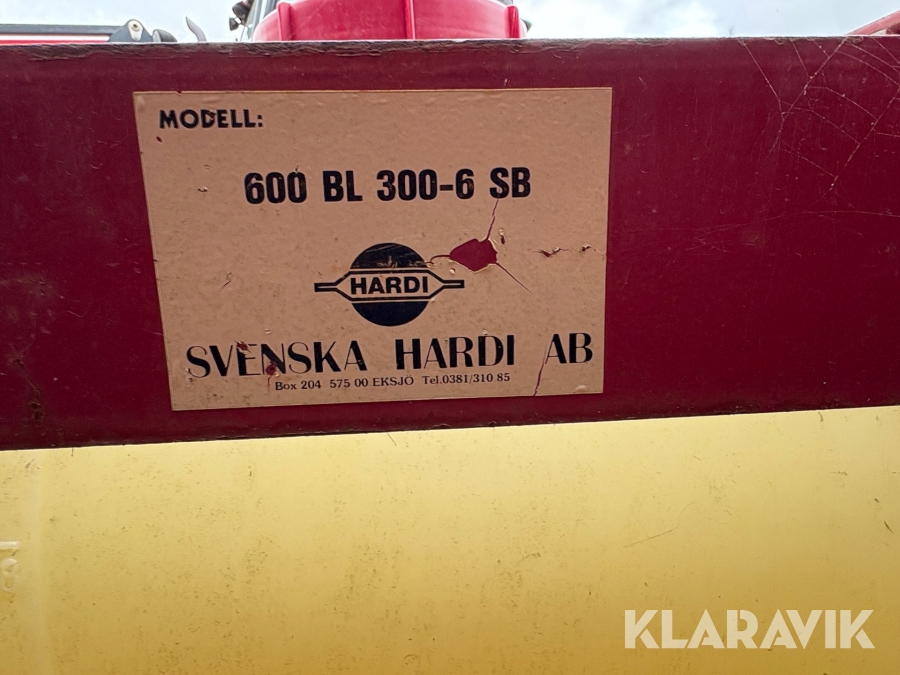 MODELL:
600 BL 300-6 SB
HARDI
SVENSKA HARDI AB
Box 204 575 00 EKSJÖ Tel.0381/310 85
KLARAVIK